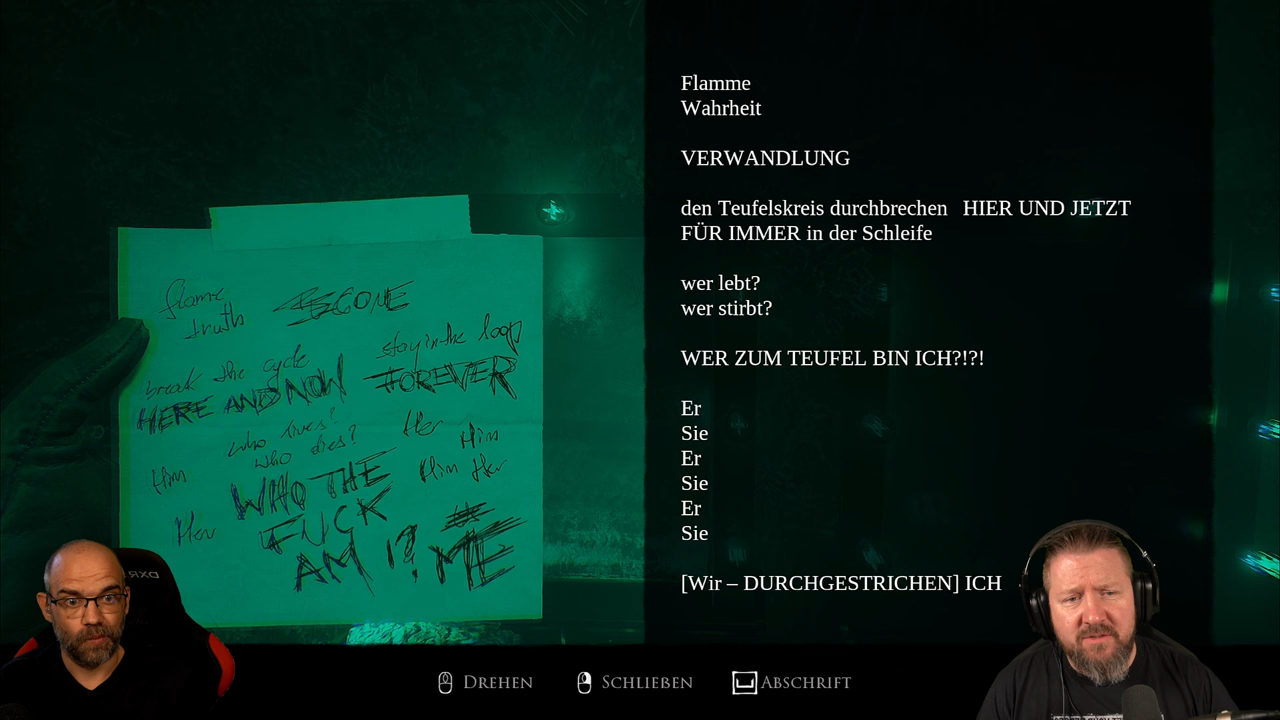 flame
truth
BECOME
break the cycle
HERE AND NOW
stay in the loop
FOREVER
who lives?
who dies?
Her
Him
Him
Him Her
Her
WHO THE
FUCK
AM I?
ME
Flamme
Wahrheit
VERWANDLUNG
den Teufelskreis durchbrechen HIER UND JETZT
FÜR IMMER in der Schleife
wer lebt?
wer stirbt?
WER ZUM TEUFEL BIN ICH?!?!
Er
Sie
Er
Sie
Er
Sie
[Wir – DURCHGESTRICHEN] ICH
DREHEN
SCHLIEẞEN
ABSCHRIFT